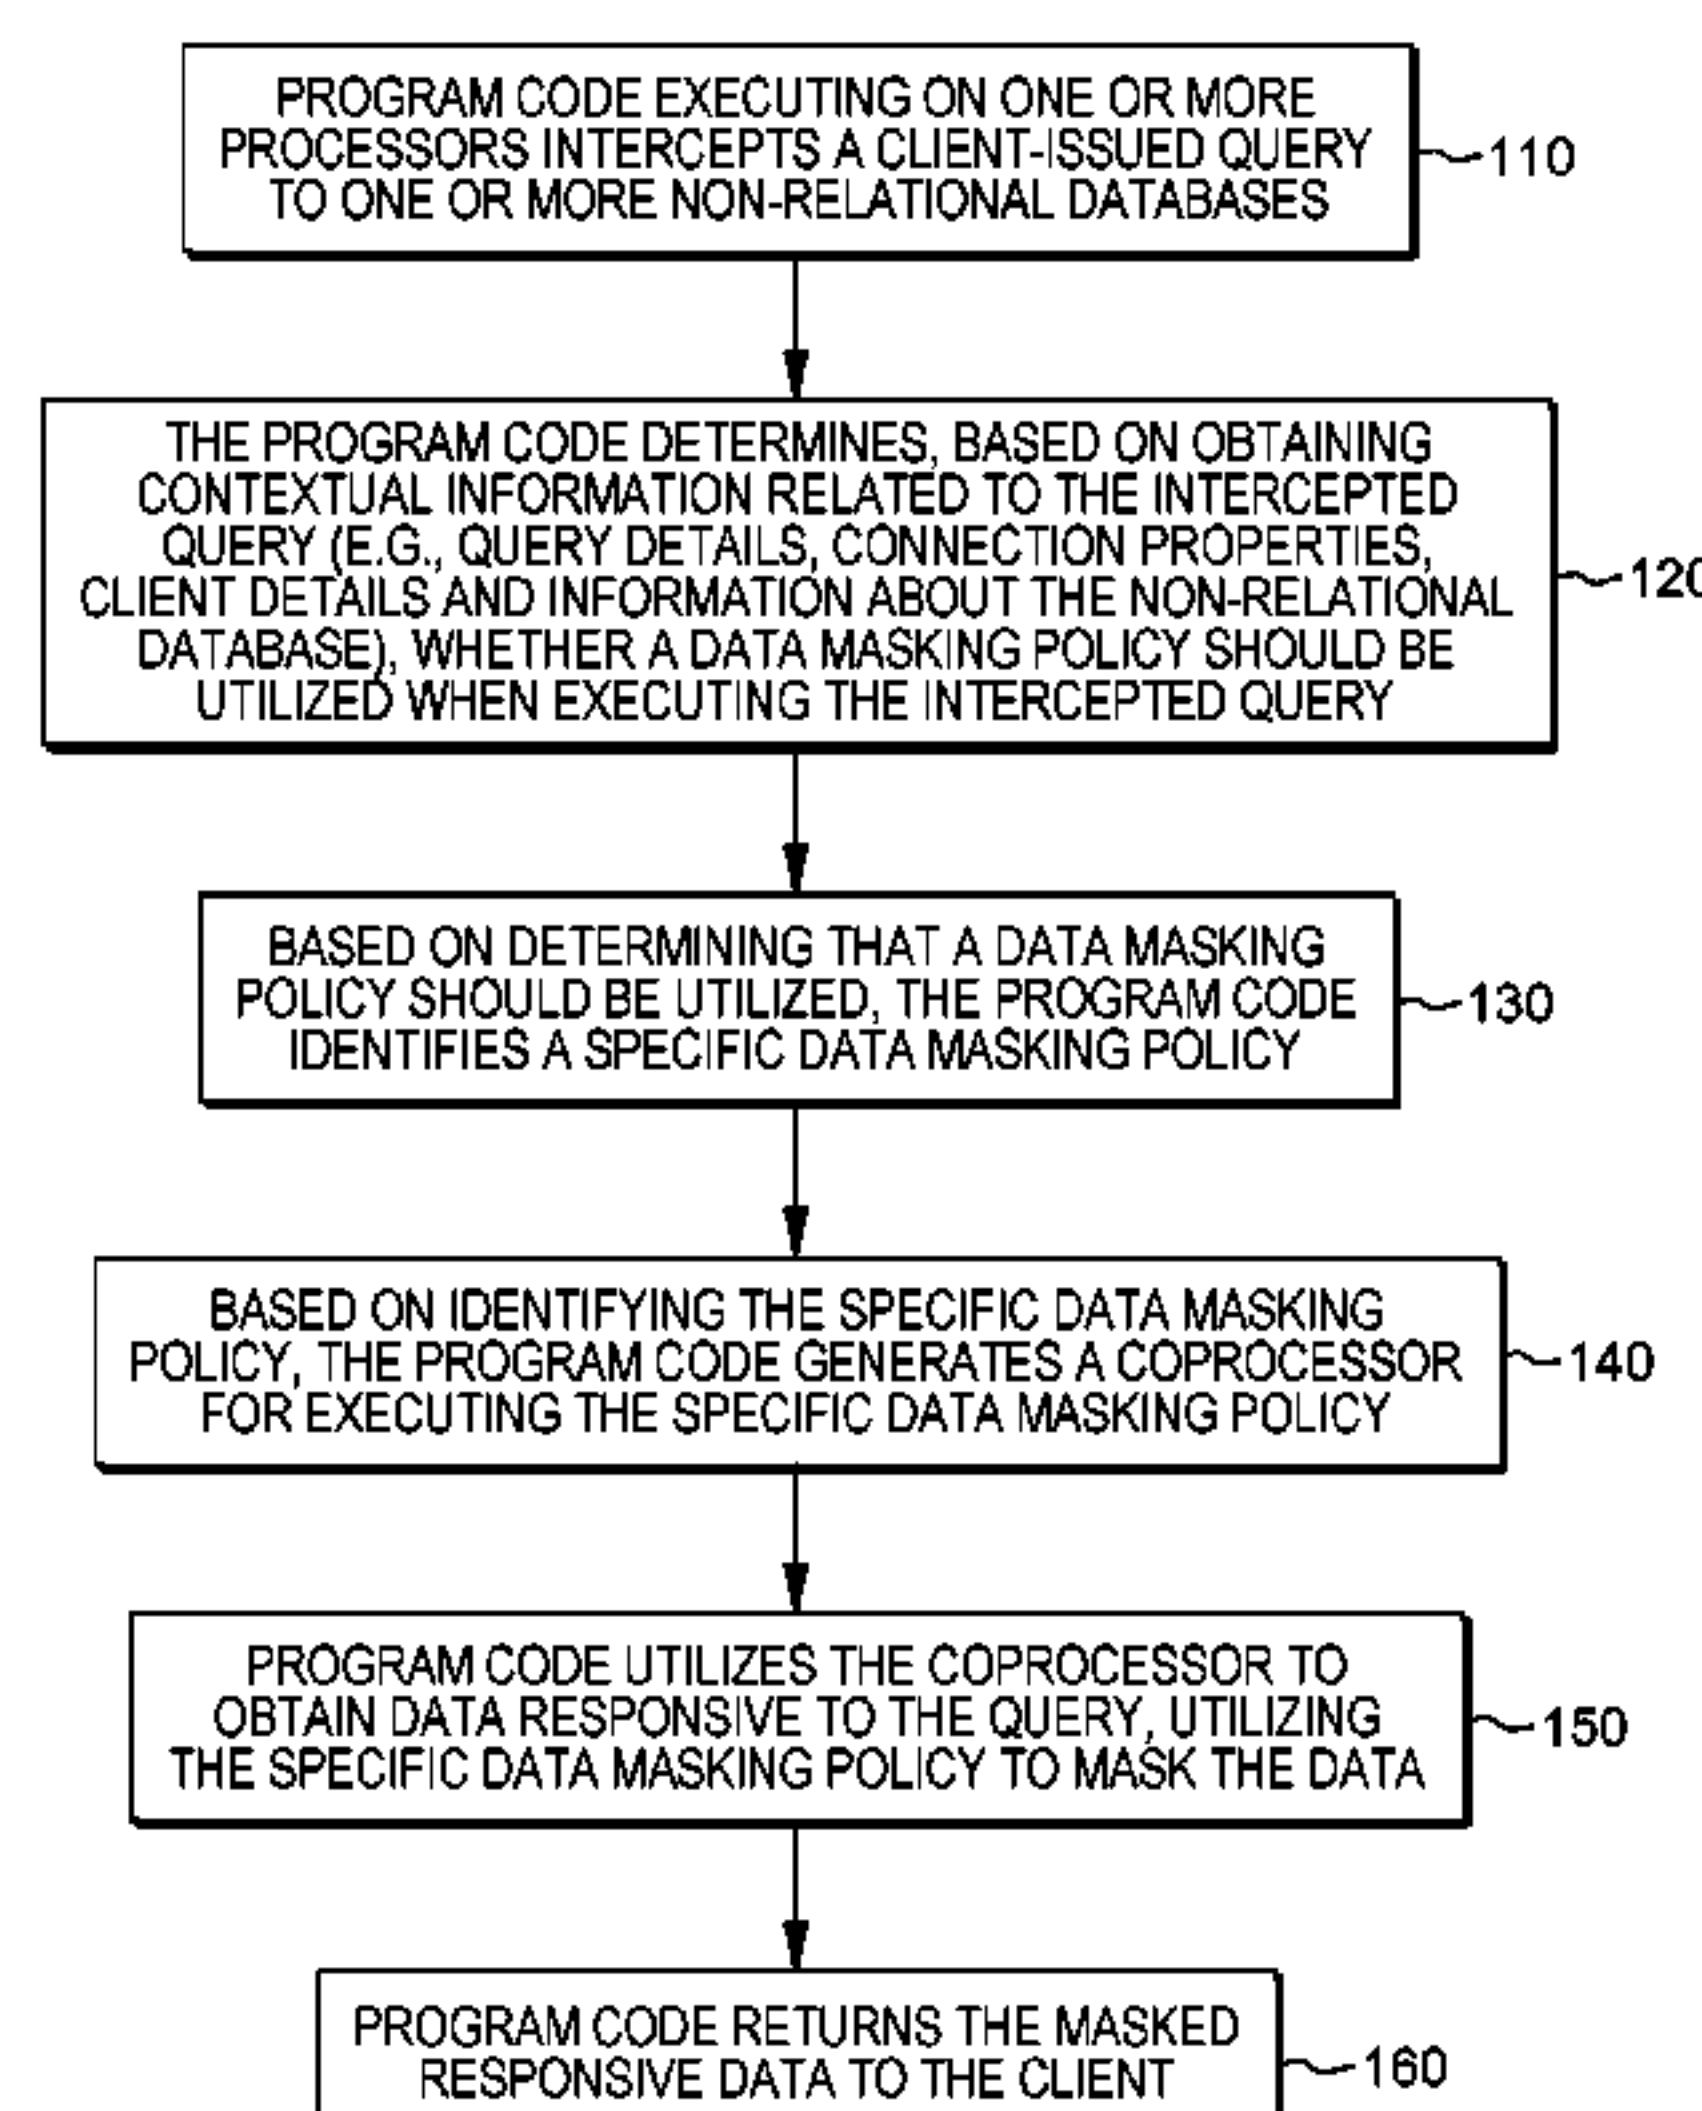 PROGRAM CODE EXECUTING ON ONE OR MORE
PROCESSORS INTERCEPTS A CLIENT-ISSUED QUERY
TO ONE OR MORE NON-RELATIONAL DATABASES
110
THE PROGRAM CODE DETERMINES, BASED ON OBTAINING
CONTEXTUAL INFORMATION RELATED TO THE INTERCEPTED
QUERY (E.G., QUERY DETAILS, CONNECTION PROPERTIES,
CLIENT DETAILS AND INFORMATION ABOUT THE NON-RELATIONAL
DATABASE), WHETHER A DATA MASKING POLICY SHOULD BE
UTILIZED WHEN EXECUTING THE INTERCEPTED QUERY
120
BASED ON DETERMINING THAT A DATA MASKING
POLICY SHOULD BE UTILIZED, THE PROGRAM CODE
IDENTIFIES A SPECIFIC DATA MASKING POLICY
130
BASED ON IDENTIFYING THE SPECIFIC DATA MASKING
POLICY, THE PROGRAM CODE GENERATES A COPROCESSOR
FOR EXECUTING THE SPECIFIC DATA MASKING POLICY
140
PROGRAM CODE UTILIZES THE COPROCESSOR TO
OBTAIN DATA RESPONSIVE TO THE QUERY, UTILIZING
THE SPECIFIC DATA MASKING POLICY TO MASK THE DATA
150
PROGRAM CODE RETURNS THE MASKED
RESPONSIVE DATA TO THE CLIENT
160